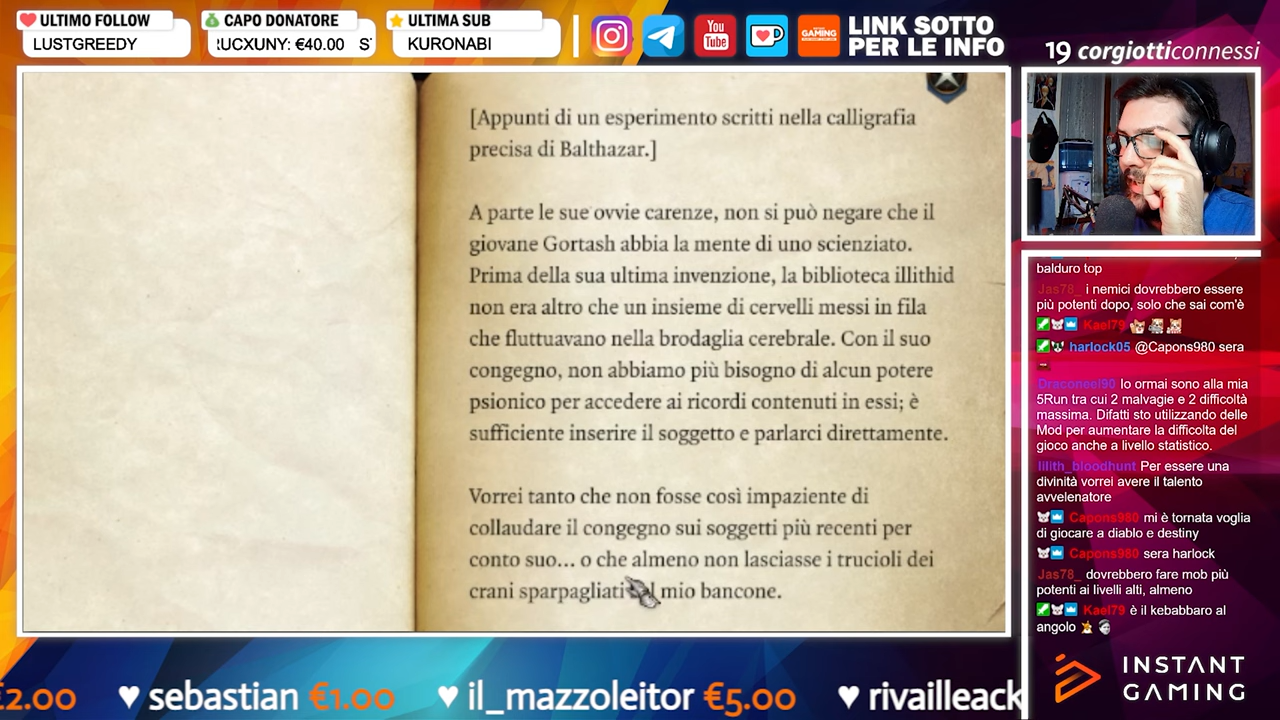 ULTIMO FOLLOW
LUSTGREEDY
CAPO DONATORE
:UCXUNY: €40.00
ULTIMA SUB
KURONABI
You
Tube
GAMING
LINK SOTTO
PER LE INFO
19 corgiotticonnessi
[Appunti di un esperimento scritti nella calligrafia
precisa di Balthazar.]
A parte le sue ovvie carenze, non si può negare che il
giovane Gortash abbia la mente di uno scienziato.
Prima della sua ultima invenzione, la biblioteca illithid
non era altro che un insieme di cervelli messi in fila
che fluttuavano nella brodaglia cerebrale. Con il suo
congegno, non abbiamo più bisogno di alcun potere
psionico per accedere ai ricordi contenuti in essi; è
sufficiente inserire il soggetto e parlarci direttamente.
Vorrei tanto che non fosse così impaziente di
collaudare il congegno sui soggetti più recenti per
conto suo... o che almeno non lasciasse i trucioli dei
crani sparpagliati mio bancone.
balduro top
Jas78_ i nemici dovrebbero essere
più potenti dopo, solo che sai com'è
Kael79
harlock05 @Capons980 sera
Draconoel90 Io ormai sono alla mia
5Run tra cui 2 malvagie e 2 difficoltà
massima. Difatti sto utilizzando delle
Mod per aumentare la difficolta del
gioco anche a livello statistico.
lilith_bloodhunt Per essere una
divinità vorrei avere il talento
avvelenatore
Capons980 mi è tornata voglia
di giocare a diablo e destiny
Capons980 sera harlock
Jas78_ dovrebbero fare mob più
potenti ai livelli alti, almeno
Kael79 è il kebabbaro al
angolo
€2.00 ♥ sebastian €1.00 ♥ il_mazzoleitor €5.00 ♥ rivailleack
INSTANT
GAMING